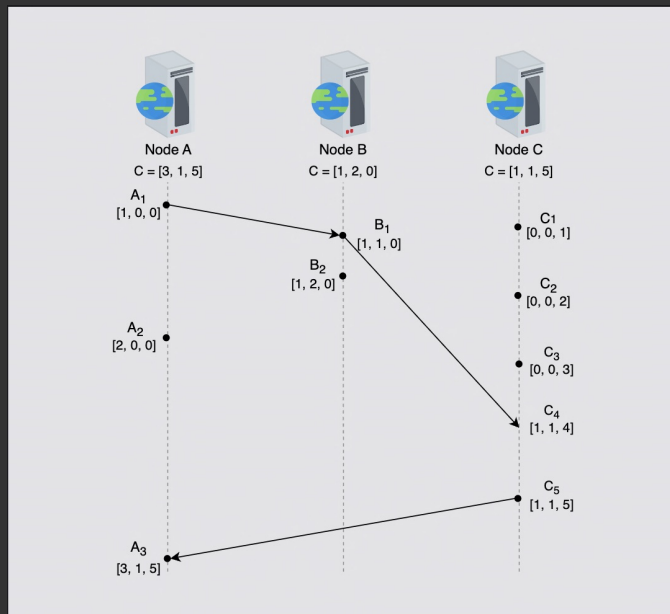 Node A
C = [3, 1, 5]
Node B
C = [1, 2, 0]
Node C
C = [1, 1, 5]
A1
[1, 0, 0]
B1
[1, 1, 0]
C1
[0, 0, 1]
B2
[1, 2, 0]
C2
[0, 0, 2]
A2
[2, 0, 0]
C3
[0, 0, 3]
C4
[1, 1, 4]
C5
[1, 1, 5]
A3
[3, 1, 5]